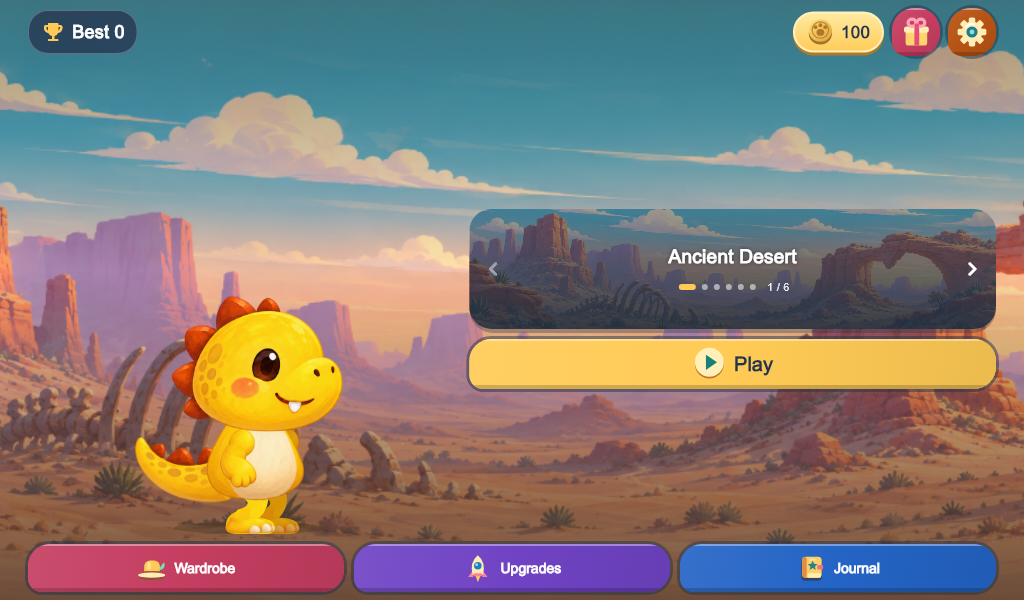 Best 0
100
Ancient Desert
1 / 6
Play
Wardrobe
Upgrades
Journal